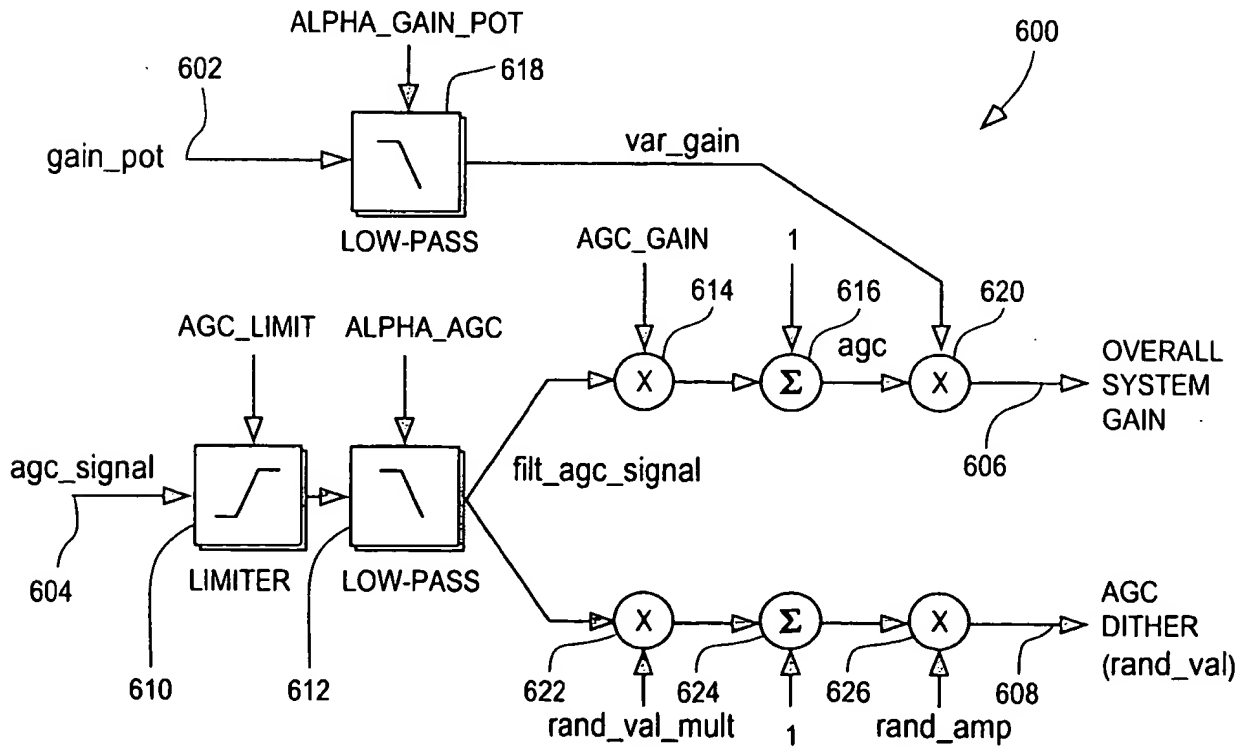 ALPHA_GAIN_POT
600
602
618
gain_pot
var_gain
LOW-PASS
AGC_GAIN
1
614
616
620
AGC_LIMIT
ALPHA_AGC
X
Σ
agc
X
OVERALL
SYSTEM
GAIN
606
agc_signal
filt_agc_signal
604
LIMITER
LOW-PASS
610
612
X
Σ
X
AGC
DITHER
(rand_val)
622
624
626
608
rand_val_mult
1
rand_amp